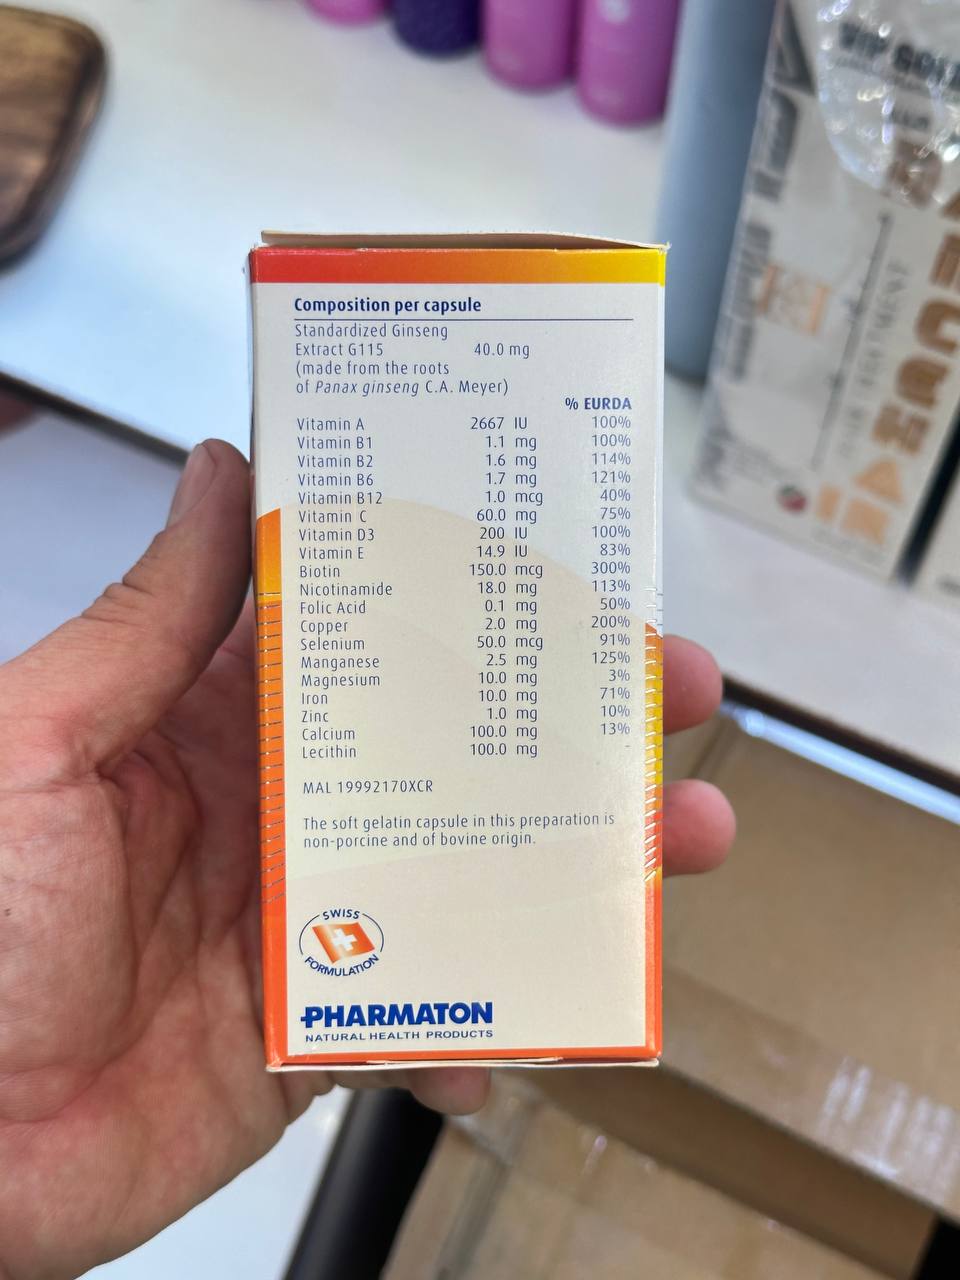 Composition per capsule
Standardized Ginseng
Extract G115 40.0 mg
(made from the roots
of Panax ginseng C.A. Meyer)
% EURDA
Vitamin A 2667 IU 100%
Vitamin B1 1.1 mg 100%
Vitamin B2 1.6 mg 114%
Vitamin B6 1.7 mg 121%
Vitamin B12 1.0 mcg 40%
Vitamin C 60.0 mg 75%
Vitamin D3 200 IU 100%
Vitamin E 14.9 IU 83%
Biotin 150.0 mcg 300%
Nicotinamide 18.0 mg 113%
Folic Acid 0.1 mg 50%
Copper 2.0 mg 200%
Selenium 50.0 mcg 91%
Manganese 2.5 mg 125%
Magnesium 10.0 mg 3%
Iron 10.0 mg 71%
Zinc 1.0 mg 10%
Calcium 100.0 mg 13%
Lecithin 100.0 mg -
MAL 19992170XCR
The soft gelatin capsule in this preparation is
non-porcine and of bovine origin.
SWISS
FORMULATION
PHARMATON
NATURAL HEALTH PRODUCTS